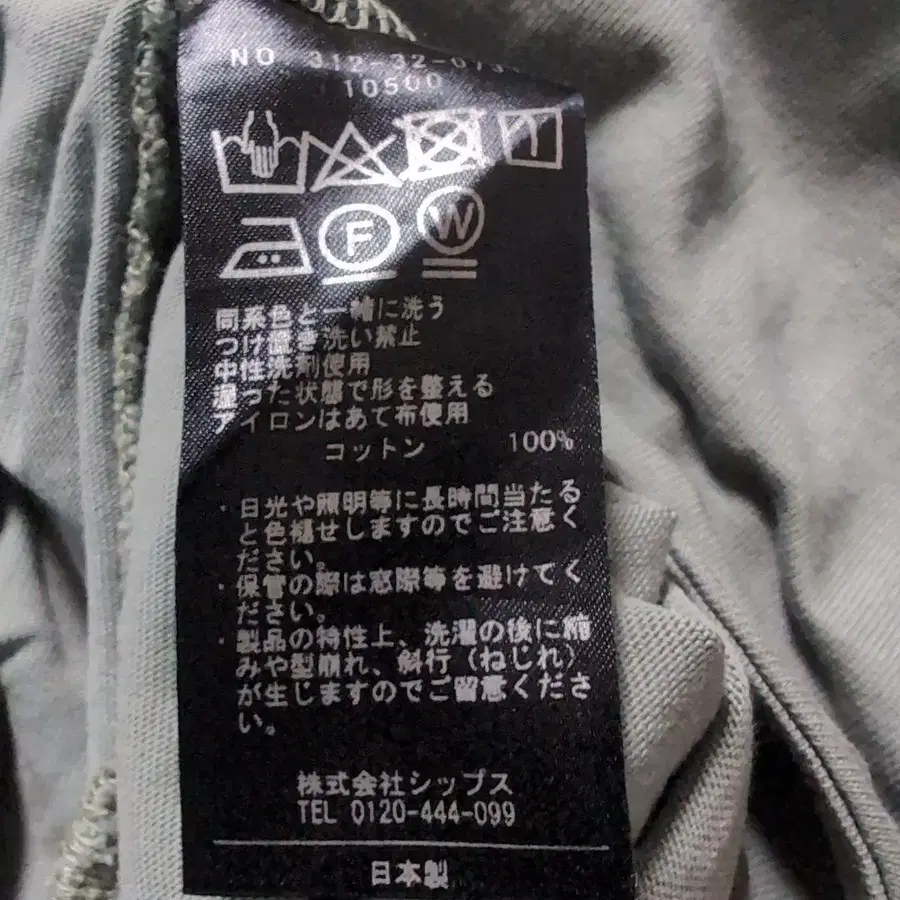 NO 312-32-073
10500
F W
同系色と一緒に洗う
つけ置き洗い禁止
中性洗剤使用
湿った状態で形を整える
アイロンはあて布使用
コットン 100%
・日光や照明等に長時間当たる
と色褪せしますのでご注意く
ださい。
・保管の際は窓際等を避けてく
ださい。
・製品の特性上、洗濯の後に縮
みや型崩れ、斜行（ねじれ）
が生じますのでご留意くださ
い。
株式会社シップス
TEL 0120-444-099
日本製